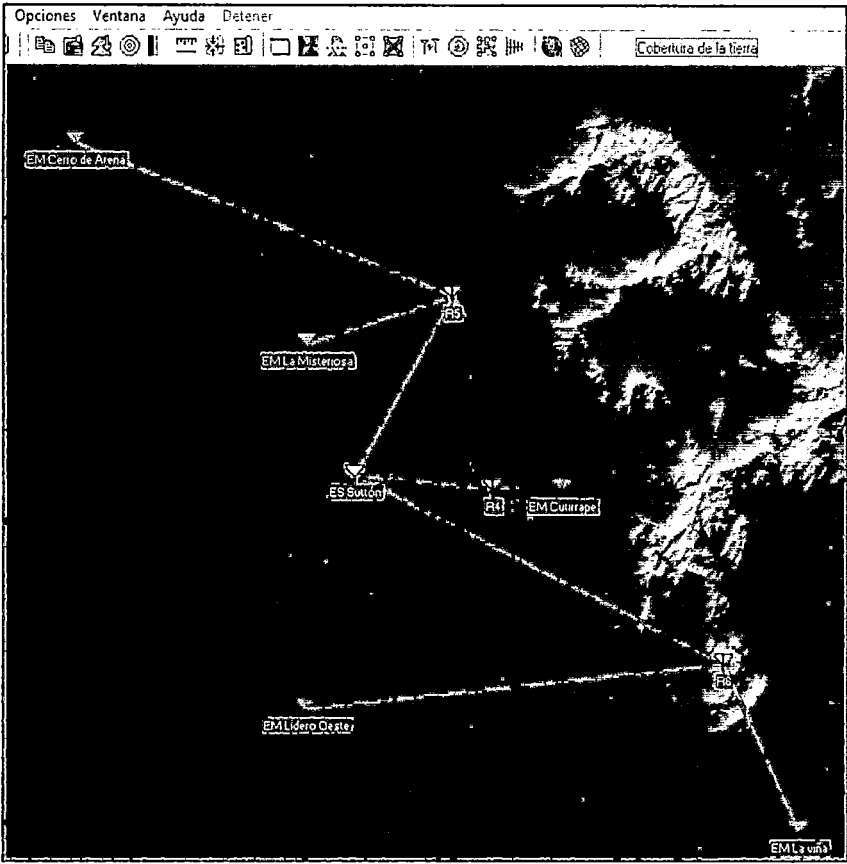 Opciones Ventana Ayuda Detener
Cobertura de la tierra
EM Cerro de Arena
R5
EM La Misteriosa
ES Sutton
R4
EM Cutirrape
R6
EM Lidero Oeste
EM La viña